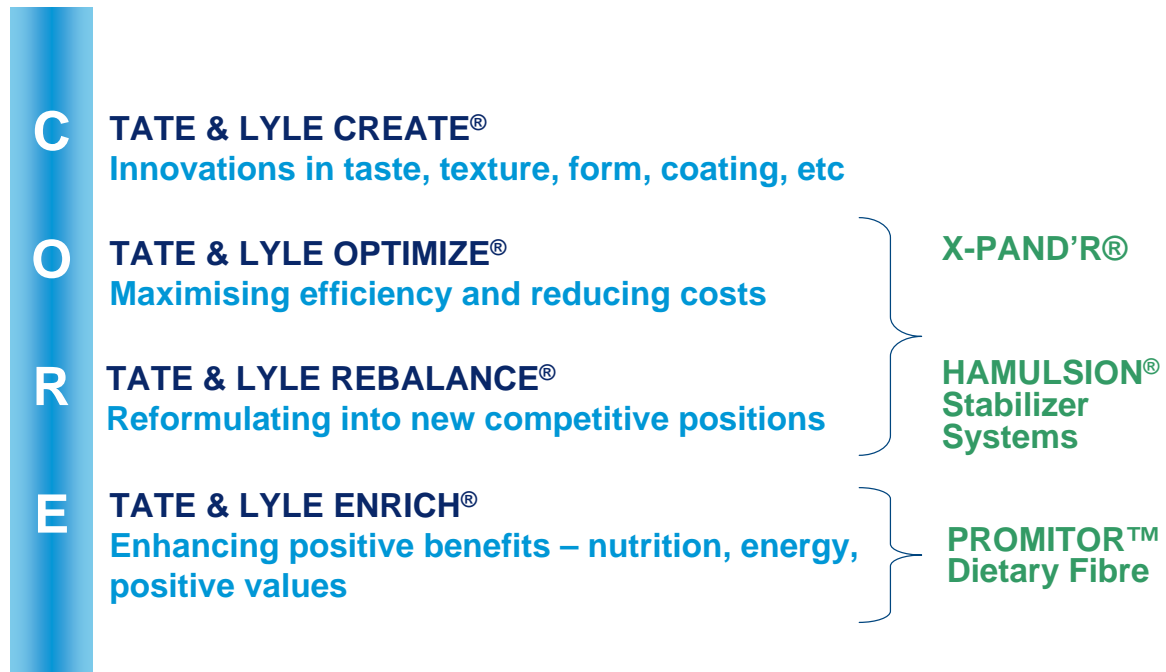 C
TATE & LYLE CREATE®
Innovations in taste, texture, form, coating, etc
O
TATE & LYLE OPTIMIZE®
Maximising efficiency and reducing costs
X-PAND’R®
R
TATE & LYLE REBALANCE®
Reformulating into new competitive positions
HAMULSION®
Stabilizer
Systems
E
TATE & LYLE ENRICH®
Enhancing positive benefits – nutrition, energy,
positive values
PROMITOR™
Dietary Fibre